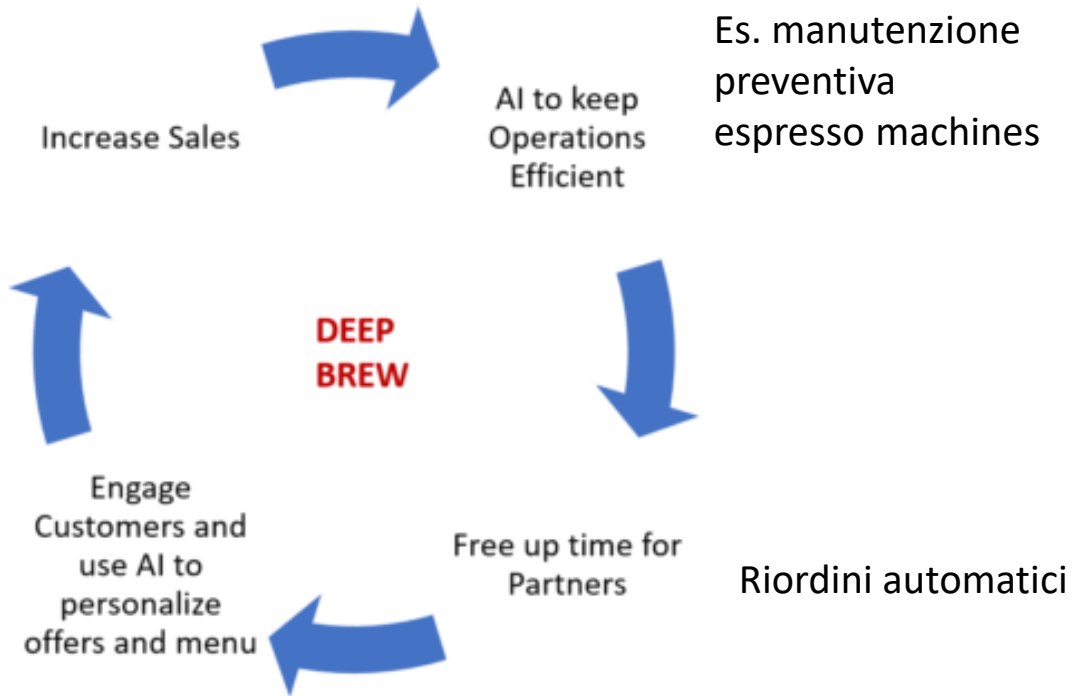 Increase Sales
AI to keep
Operations
Efficient
Es. manutenzione
preventiva
espresso machines
DEEP
BREW
Engage
Customers and
use AI to
personalize
offers and menu
Free up time for
Partners
Riordini automatici